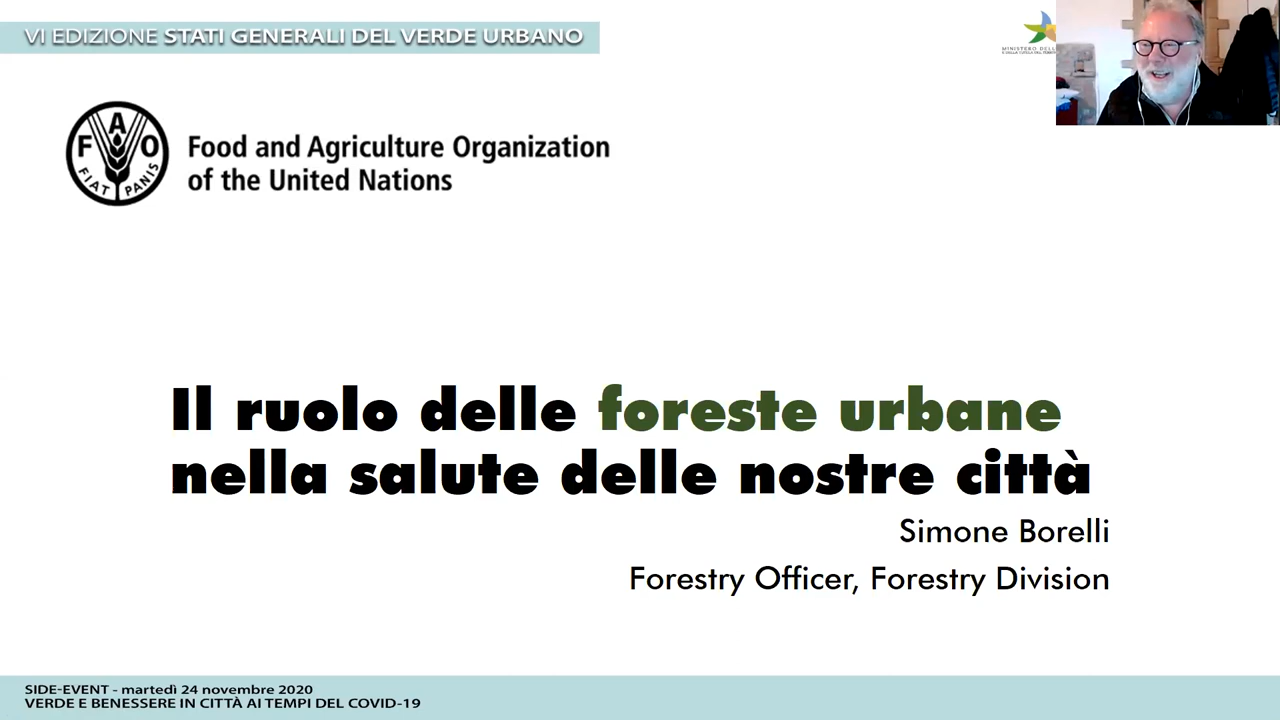 VI EDIZIONE STATI GENERALI DEL VERDE URBANO
FAO
FIAT PANIS
Food and Agriculture Organization
of the United Nations
Il ruolo delle foreste urbane
nella salute delle nostre città
Simone Borelli
Forestry Officer, Forestry Division
SIDE-EVENT - martedì 24 novembre 2020
VERDE E BENESSERE IN CITTÀ AI TEMPI DEL COVID-19